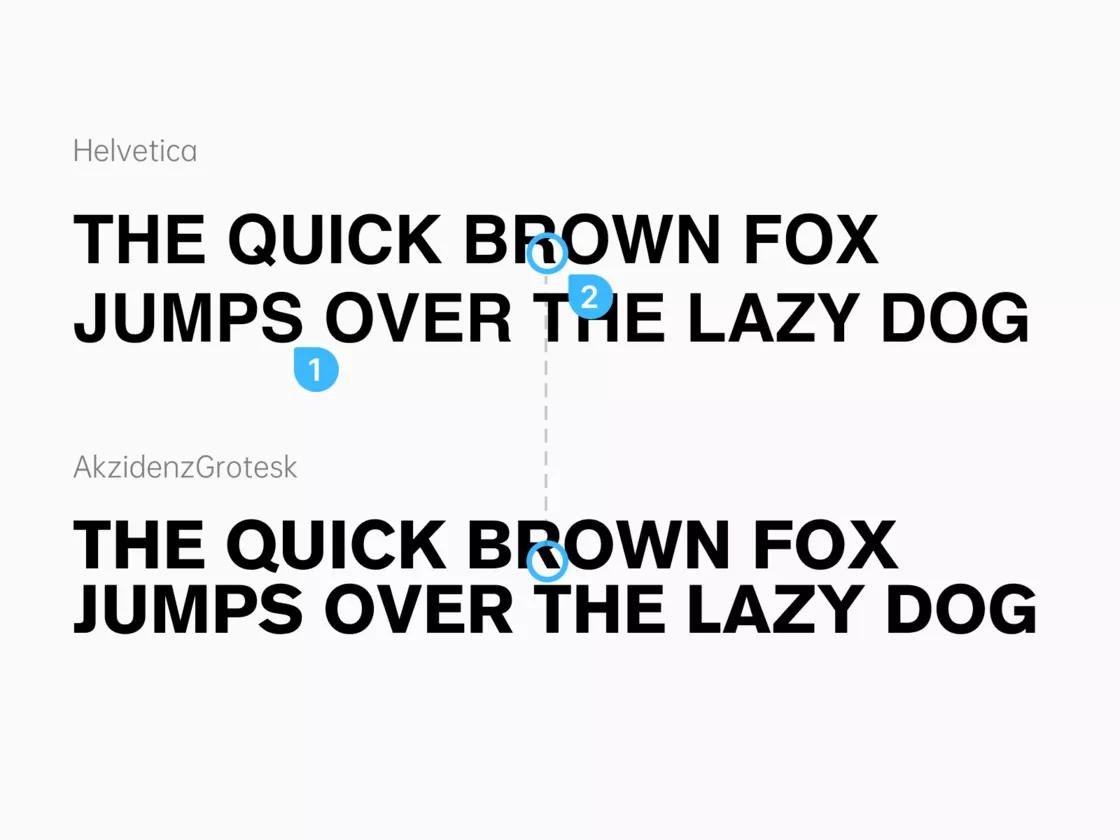 Helvetica
THE QUICK BROWN FOX
2
JUMPS OVER THE LAZY DOG
1
AkzidenzGrotesk
THE QUICK BROWN FOX
JUMPS OVER THE LAZY DOG